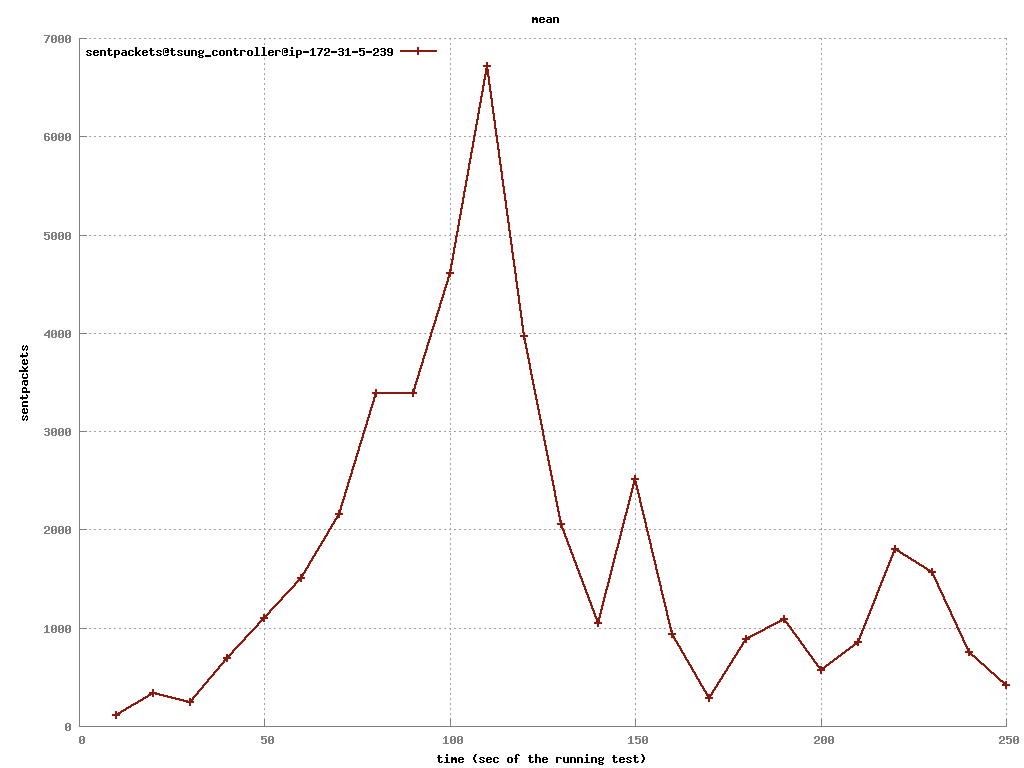 mean
7000
sentpackets@tsung_controller@ip-172-31-5-239
6000
5000
4000
3000
2000
1000
0
sentpackets
0 50 100 150 200 250
time (sec of the running test)